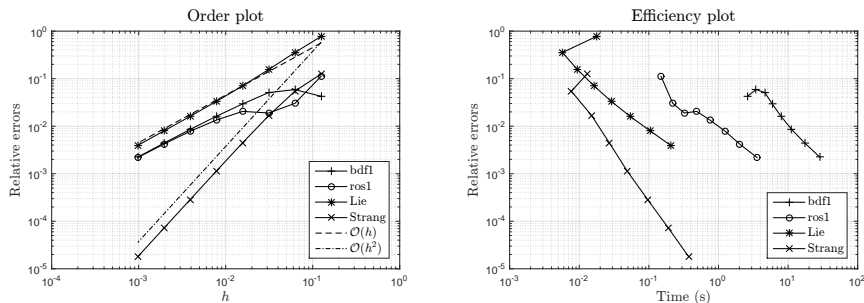 Order plot
Relative errors
10^0
10^-1
10^-2
10^-3
10^-4
10^-5
10^-4
10^-3
10^-2
10^-1
10^0
h
bdf1
ros1
Lie
Strang
O(h)
O(h^2)
Efficiency plot
Relative errors
10^0
10^-1
10^-2
10^-3
10^-4
10^-5
10^-3
10^-2
10^-1
10^0
10^1
10^2
Time (s)
bdf1
ros1
Lie
Strang